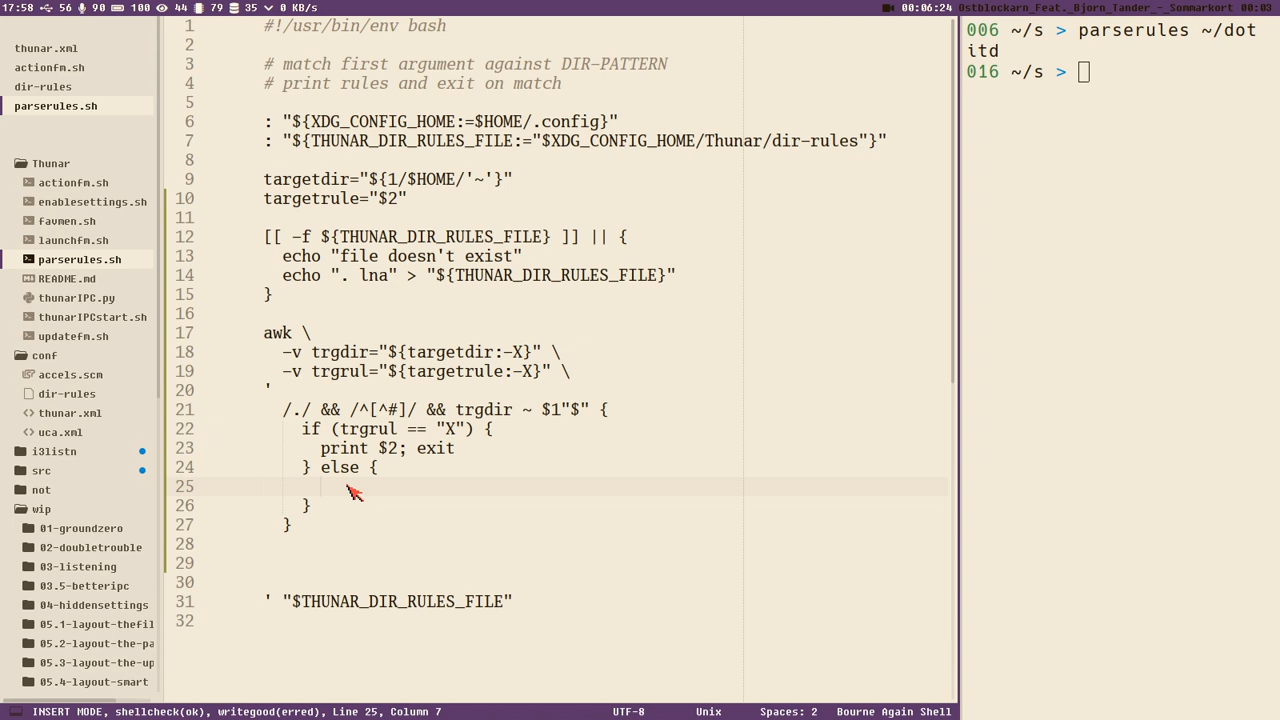 17:58 56 90 100 44 79 35 0 KB/s
00:06:24 Ostblockarn_Feat._Bjorn_Tander_-_Sommarkort 00:03
thunar.xml
actionfm.sh
dir-rules
parserules.sh
Thunar
actionfm.sh
enablesettings.sh
favmen.sh
launchfm.sh
parserules.sh
README.md
thunarIPC.py
thunarIPCstart.sh
updatefm.sh
conf
accels.scm
dir-rules
thunar.xml
uca.xml
i3listn
src
not
wip
01-groundzero
02-doubletrouble
03-listening
03.5-betteripc
04-hiddensettings
05.1-layout-thefil
05.2-layout-the-pa
05.3-layout-the-up
05.4-layout-smart
1 #!/usr/bin/env bash
2
3 # match first argument against DIR-PATTERN
4 # print rules and exit on match
5
6 : "${XDG_CONFIG_HOME:=$HOME/.config}"
7 : "${THUNAR_DIR_RULES_FILE:="$XDG_CONFIG_HOME/Thunar/dir-rules"}"
8
9 targetdir="${1/$HOME/'~'}"
10 targetrule="$2"
11
12 [[ -f ${THUNAR_DIR_RULES_FILE} ]] || {
13   echo "file doesn't exist"
14   echo ". lna" > "${THUNAR_DIR_RULES_FILE}"
15 }
16
17 awk \
18   -v trgdir="${targetdir:-X}" \
19   -v trgrul="${targetrule:-X}" \
20 '
21   /./ && /^[^#]/ && trgdir ~ $1"$" {
22     if (trgrul == "X") {
23       print $2; exit
24     } else {
25
26     }
27   }
28
29
30
31 ' "$THUNAR_DIR_RULES_FILE"
32
006 ~/s > parserules ~/dot
itd
016 ~/s >
INSERT MODE, shellcheck(ok), writegood(erred), Line 25, Column 7 UTF-8 Unix Spaces: 2 Bourne Again Shell